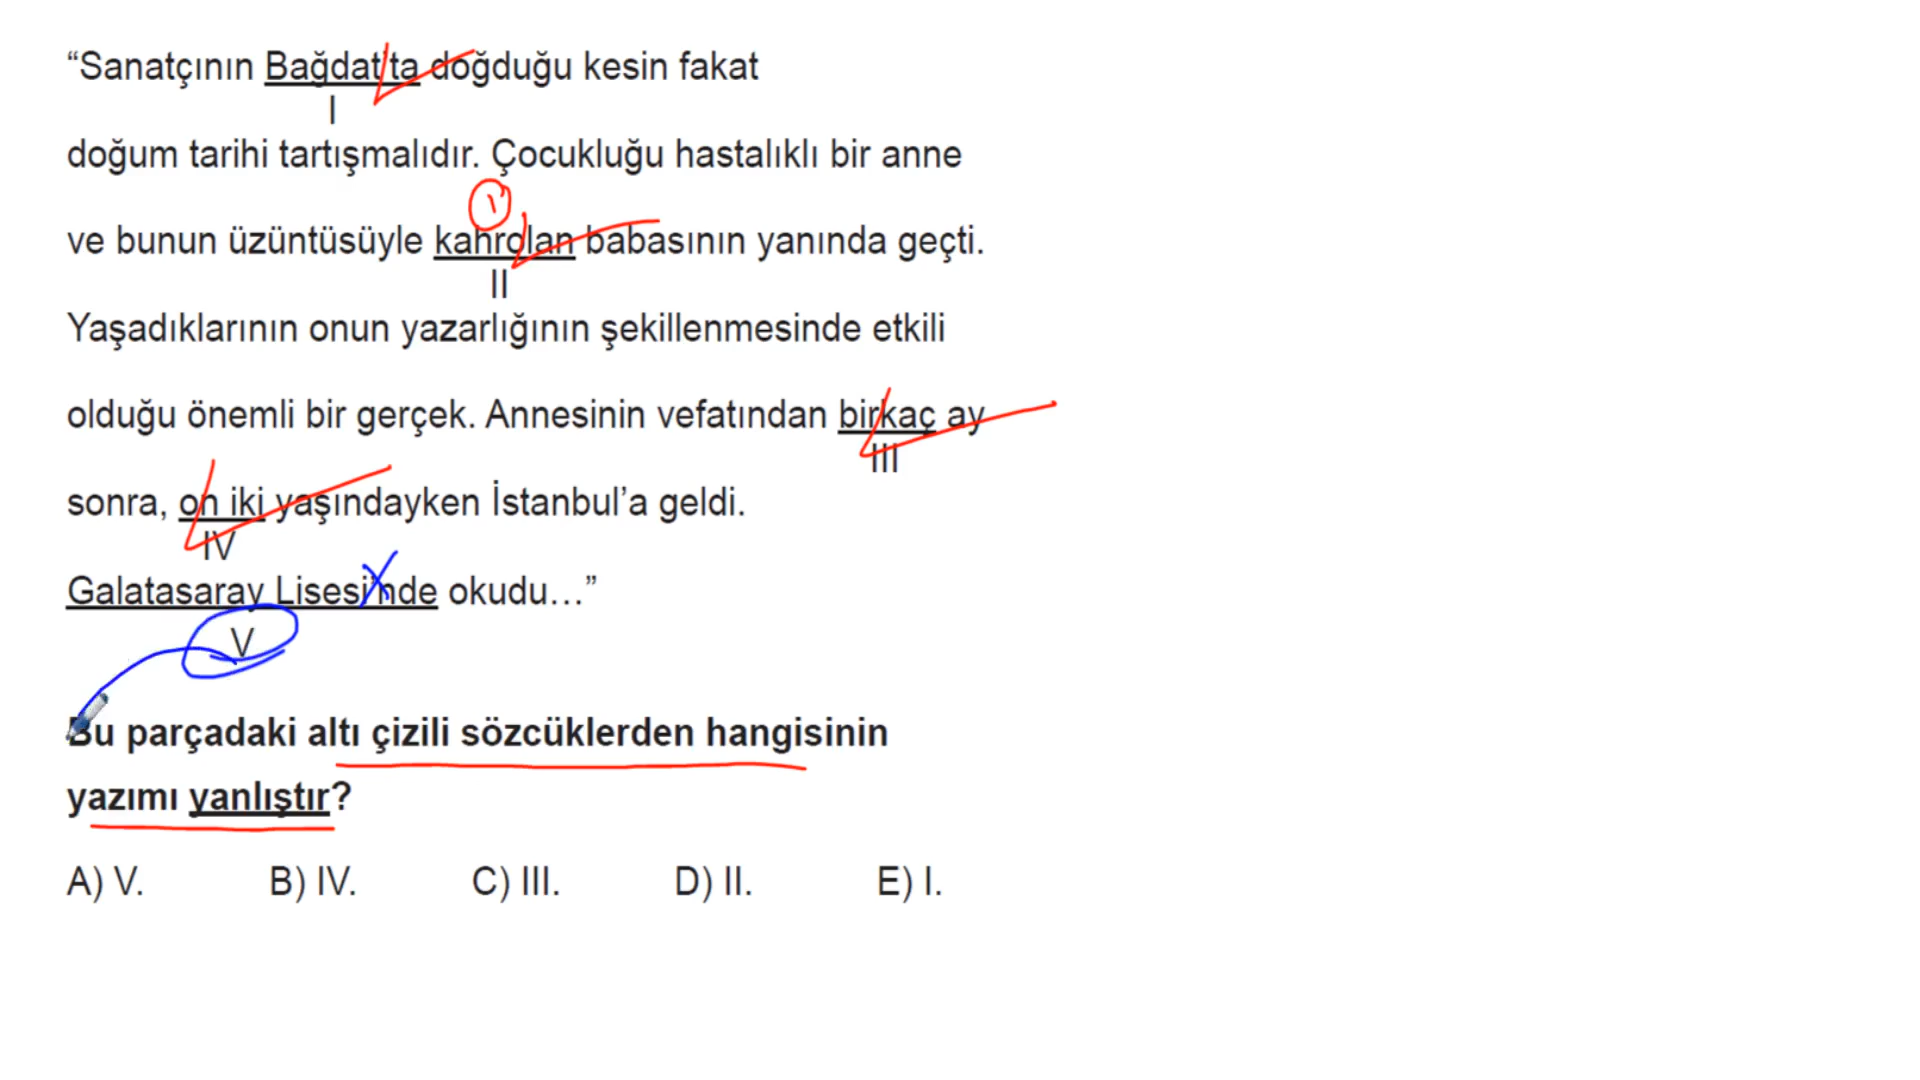 “Sanatçının Bağdat’ta doğduğu kesin fakat
I
doğum tarihi tartışmalıdır. Çocukluğu hastalıklı bir anne
ve bunun üzüntüsüyle kahrolan babasının yanında geçti.
II
Yaşadıklarının onun yazarlığının şekillenmesinde etkili
olduğu önemli bir gerçek. Annesinin vefatından birkaç ay
III
sonra, on iki yaşındayken İstanbul’a geldi.
IV
Galatasaray Lisesi’nde okudu…”
V
Bu parçadaki altı çizili sözcüklerden hangisinin
yazımı yanlıştır?
A) V. B) IV. C) III. D) II. E) I.